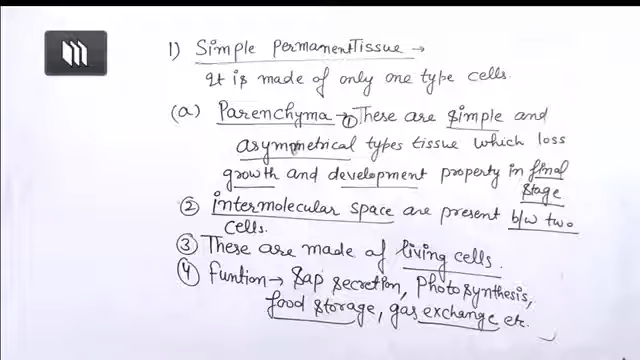 1) Simple Permanent Tissue →
It is made of only one type cells.
(a) Parenchyma → ① These are simple and
asymmetrical types tissue which loss
growth and development property in final
stage
② intermolecular space are present b/w two
cells.
③ These are made of living cells.
④ Funtion → Sap secretion, Photosynthesis,
food storage, gas exchange etc.